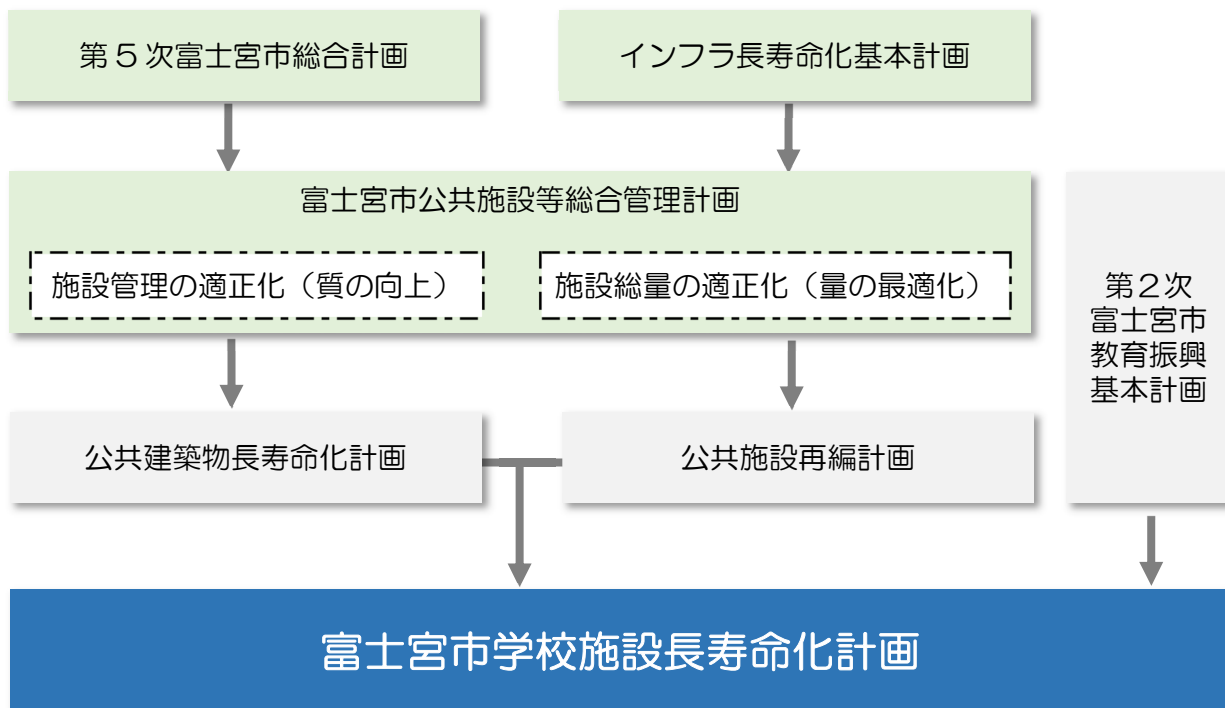 第5次富士宮市総合計画
インフラ長寿命化基本計画
富士宮市公共施設等総合管理計画
施設管理の適正化（質の向上）
施設総量の適正化（量の最適化）
第２次
富士宮市
教育振興
基本計画
公共建築物長寿命化計画
公共施設再編計画
富士宮市学校施設長寿命化計画